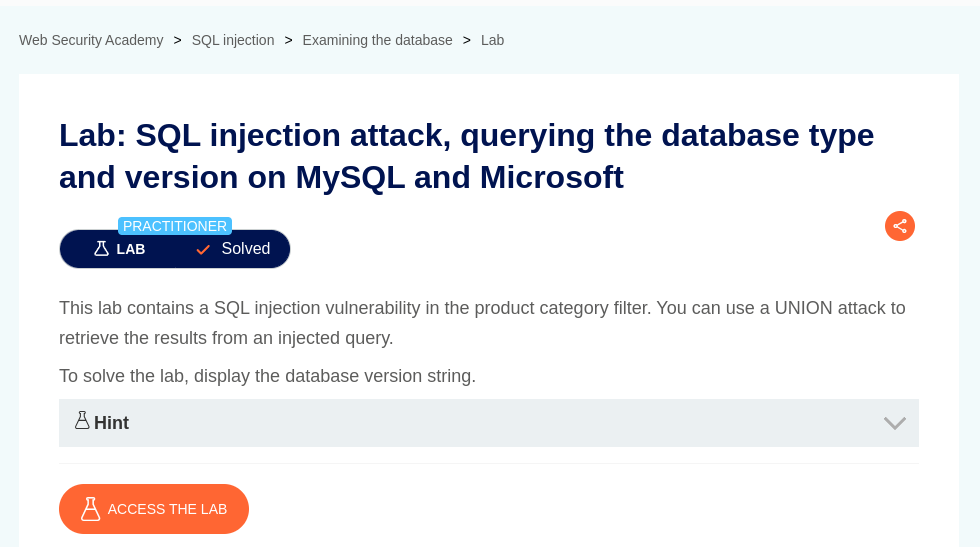 Web Security Academy > SQL injection > Examining the database > Lab
Lab: SQL injection attack, querying the database type
and version on MySQL and Microsoft
PRACTITIONER
LAB Solved
This lab contains a SQL injection vulnerability in the product category filter. You can use a UNION attack to
retrieve the results from an injected query.
To solve the lab, display the database version string.
Hint
ACCESS THE LAB